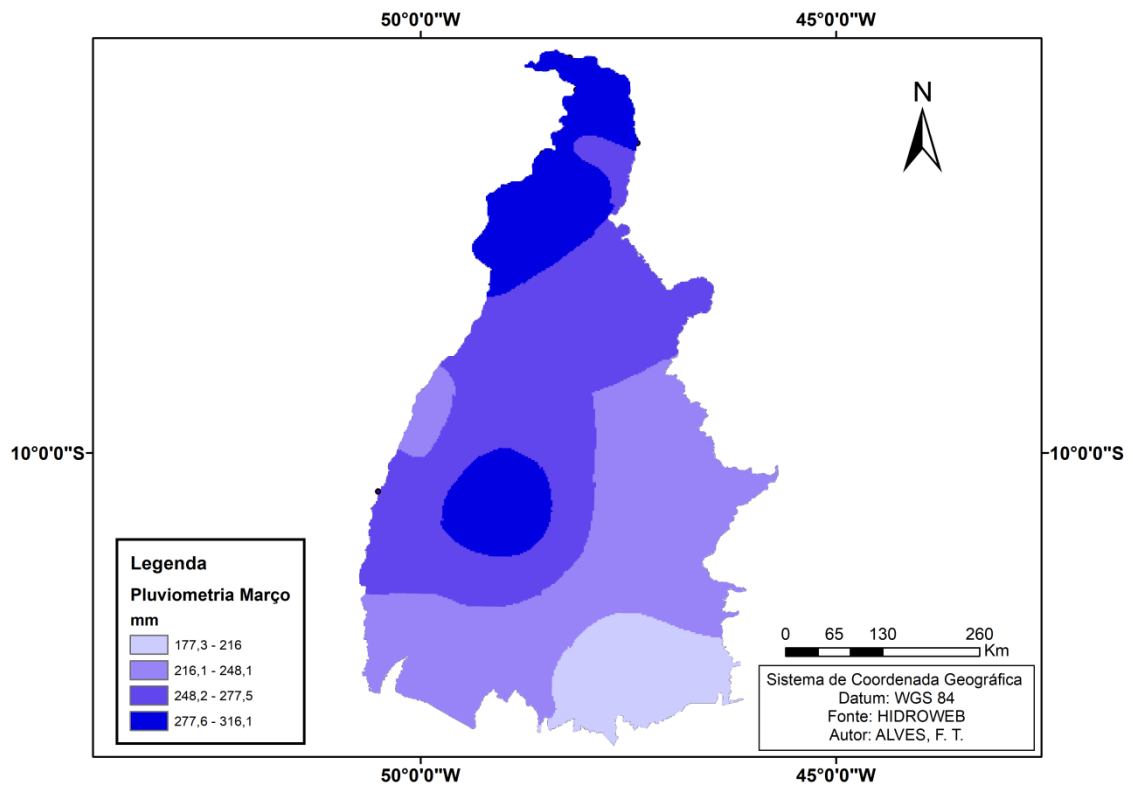 50°0'0"W
45°0'0"W
N
10°0'0"S
10°0'0"S
Legenda
Pluviometria Março
mm
177,3 - 216
216,1 - 248,1
248,2 - 277,5
277,6 - 316,1
0 65 130 260
Km
Sistema de Coordenada Geográfica
Datum: WGS 84
Fonte: HIDROWEB
Autor: ALVES, F. T.
50°0'0"W
45°0'0"W